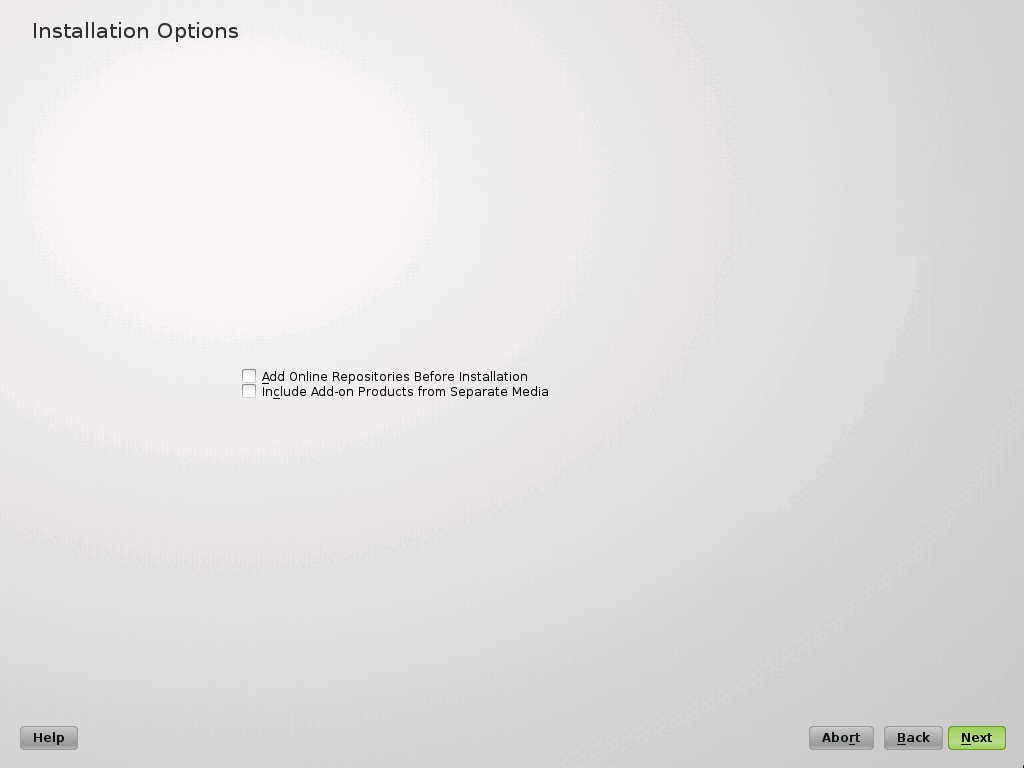 Installation Options
Add Online Repositories Before Installation
Include Add-on Products from Separate Media
Help Abort Back Next